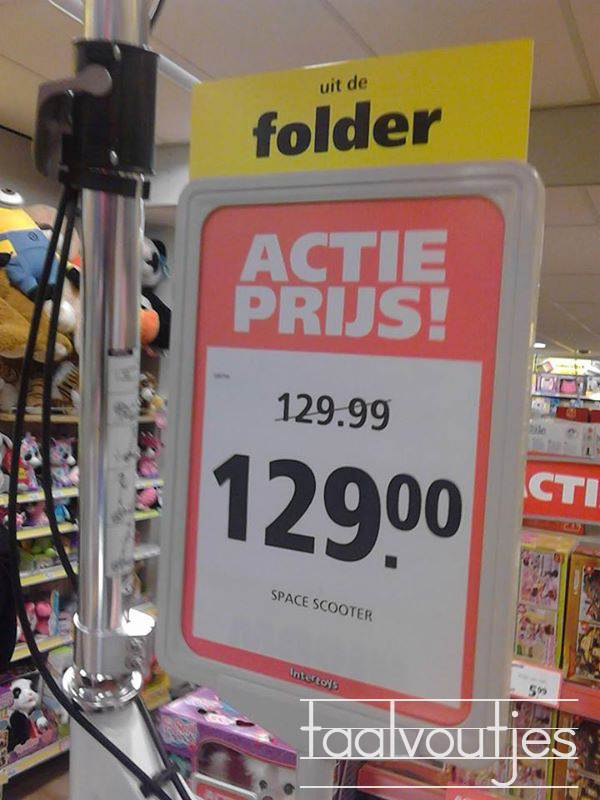 uit de
folder
ACTIE
PRIJS!
129.99
129.00
SPACE SCOOTER
Intertoys
ACTI
5.99
taalvoutjes